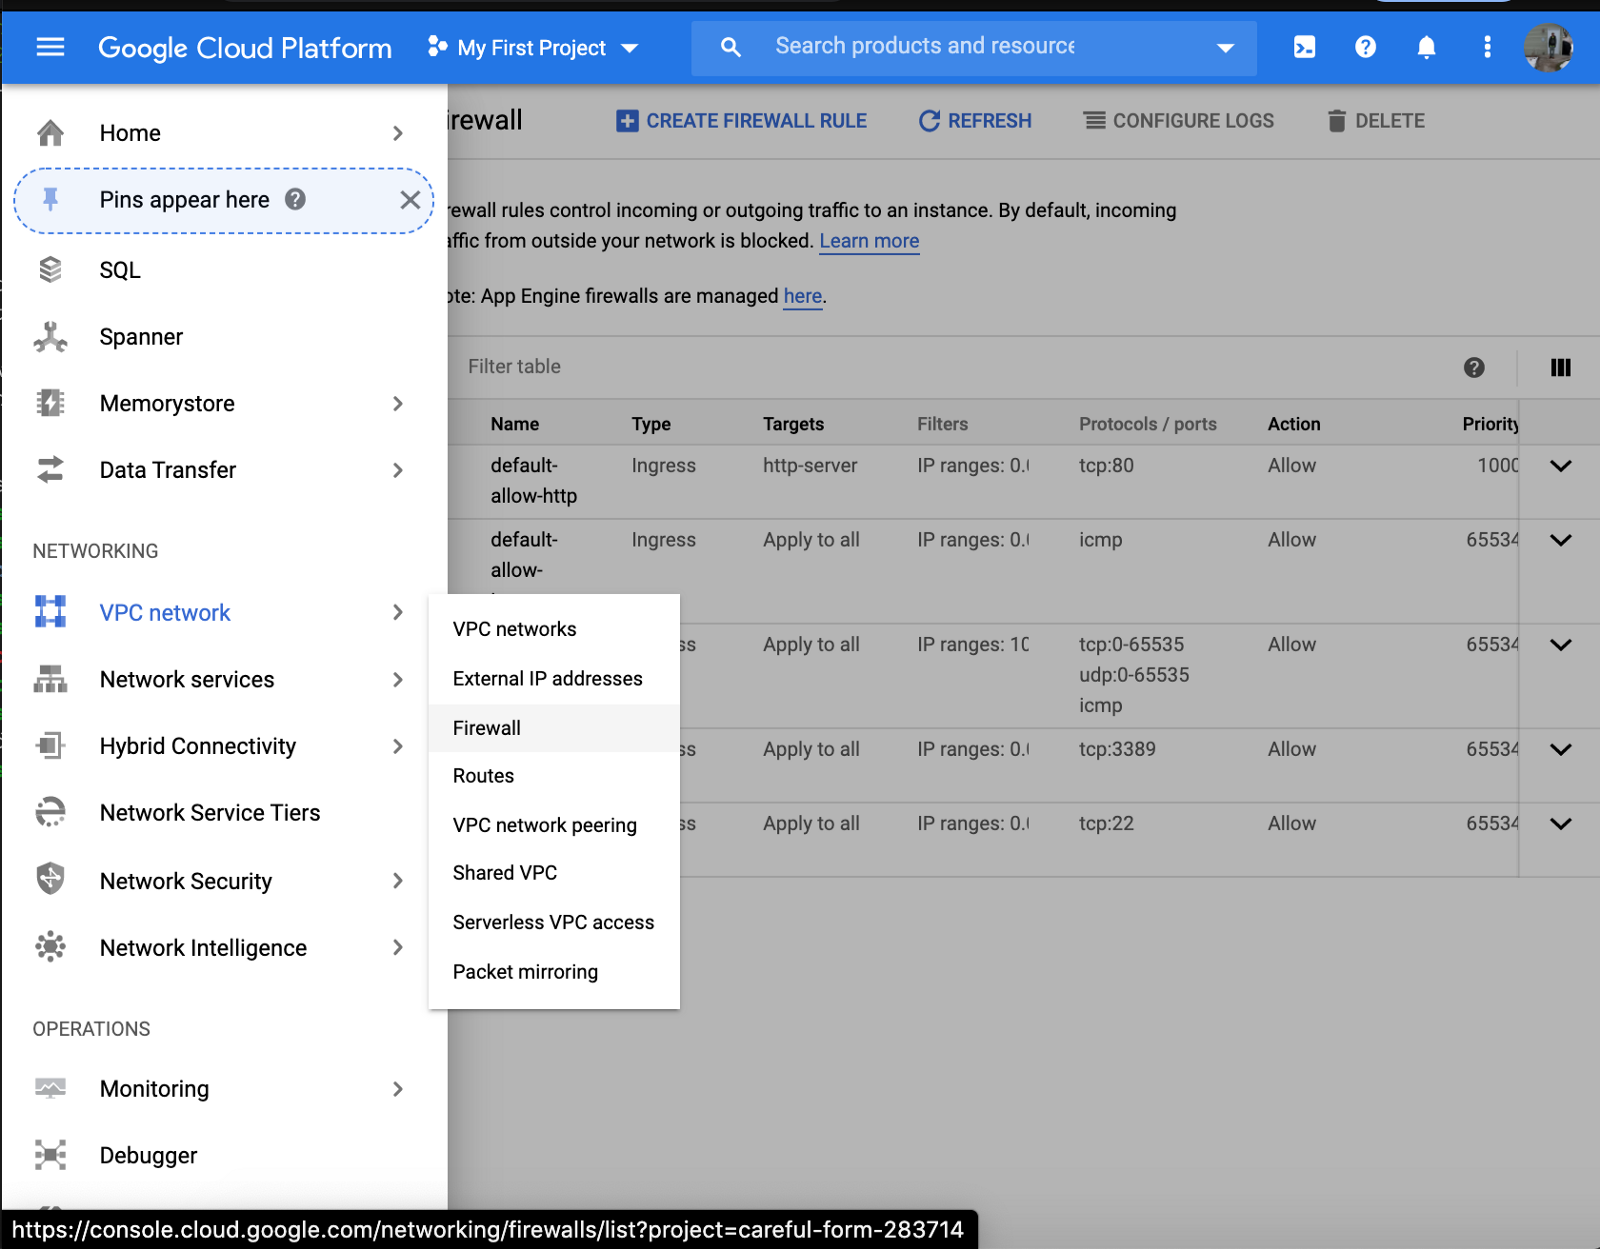 Google Cloud Platform
My First Project
Search products and resource
Home
Pins appear here
SQL
Spanner
Memorystore
Data Transfer
NETWORKING
VPC network
Network services
Hybrid Connectivity
Network Service Tiers
Network Security
Network Intelligence
OPERATIONS
Monitoring
Debugger
VPC networks
External IP addresses
Firewall
Routes
VPC network peering
Shared VPC
Serverless VPC access
Packet mirroring
irewall
CREATE FIREWALL RULE
REFRESH
CONFIGURE LOGS
DELETE
rewall rules control incoming or outgoing traffic to an instance. By default, incoming
affic from outside your network is blocked. Learn more
ote: App Engine firewalls are managed here.
Filter table
Name Type Targets Filters Protocols / ports Action Priority
default- Ingress http-server IP ranges: 0.( tcp:80 Allow 1000
allow-http
default- Ingress Apply to all IP ranges: 0.( icmp Allow 65534
allow-
ss Apply to all IP ranges: 10 tcp:0-65535 Allow 65534
udp:0-65535
icmp
ss Apply to all IP ranges: 0.( tcp:3389 Allow 65534
ss Apply to all IP ranges: 0.( tcp:22 Allow 65534
https://console.cloud.google.com/networking/firewalls/list?project=careful-form-283714